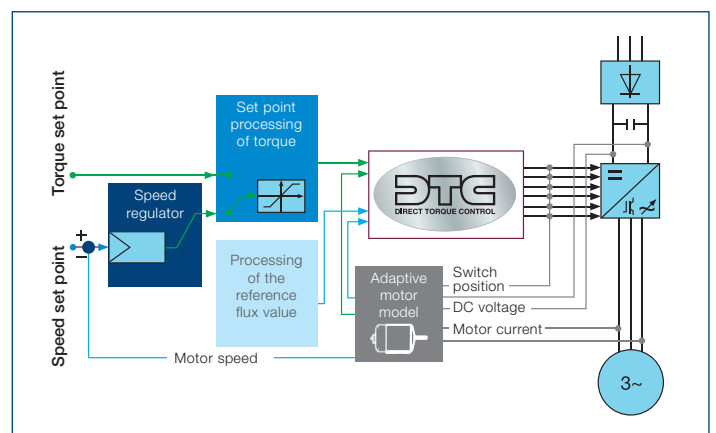 Torque set point
Speed set point
+
−
Speed
regulator
Set point
processing
of torque
Processing
of the
reference
flux value
DTC
DIRECT TORQUE CONTROL
Adaptive
motor
model
Switch
position
DC voltage
Motor current
Motor speed
3~